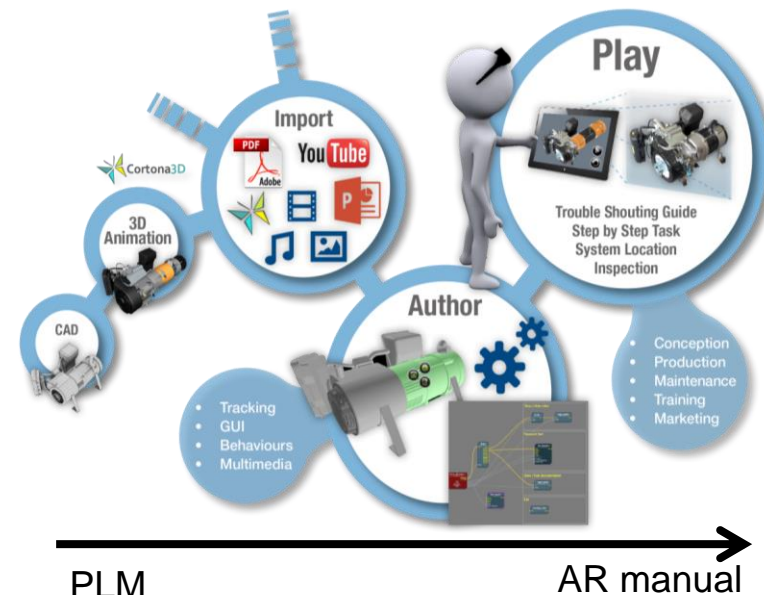 Cortona3D
CAD
3D
Animation
Import
PDF
Adobe
YouTube
P
Author
Tracking
GUI
Behaviours
Multimedia
Play
Trouble Shouting Guide
Step by Step Task
System Location
Inspection
Conception
Production
Maintenance
Training
Marketing
PLM
AR manual